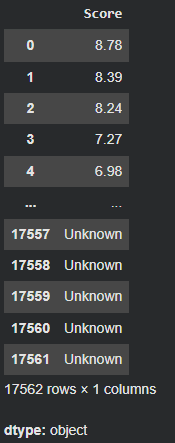 Score
0 8.78
1 8.39
2 8.24
3 7.27
4 6.98
... ...
17557 Unknown
17558 Unknown
17559 Unknown
17560 Unknown
17561 Unknown
17562 rows × 1 columns
dtype: object